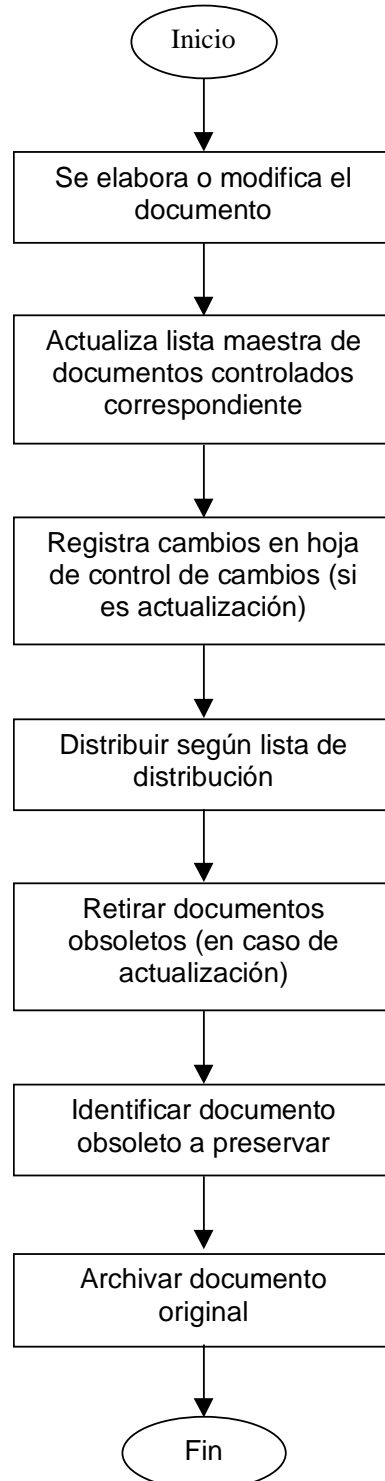 Inicio
Se elabora o modifica el
documento
Actualiza lista maestra de
documentos controlados
correspondiente
Registra cambios en hoja
de control de cambios (si
es actualización)
Distribuir según lista de
distribución
Retirar documentos
obsoletos (en caso de
actualización)
Identificar documento
obsoleto a preservar
Archivar documento
original
Fin